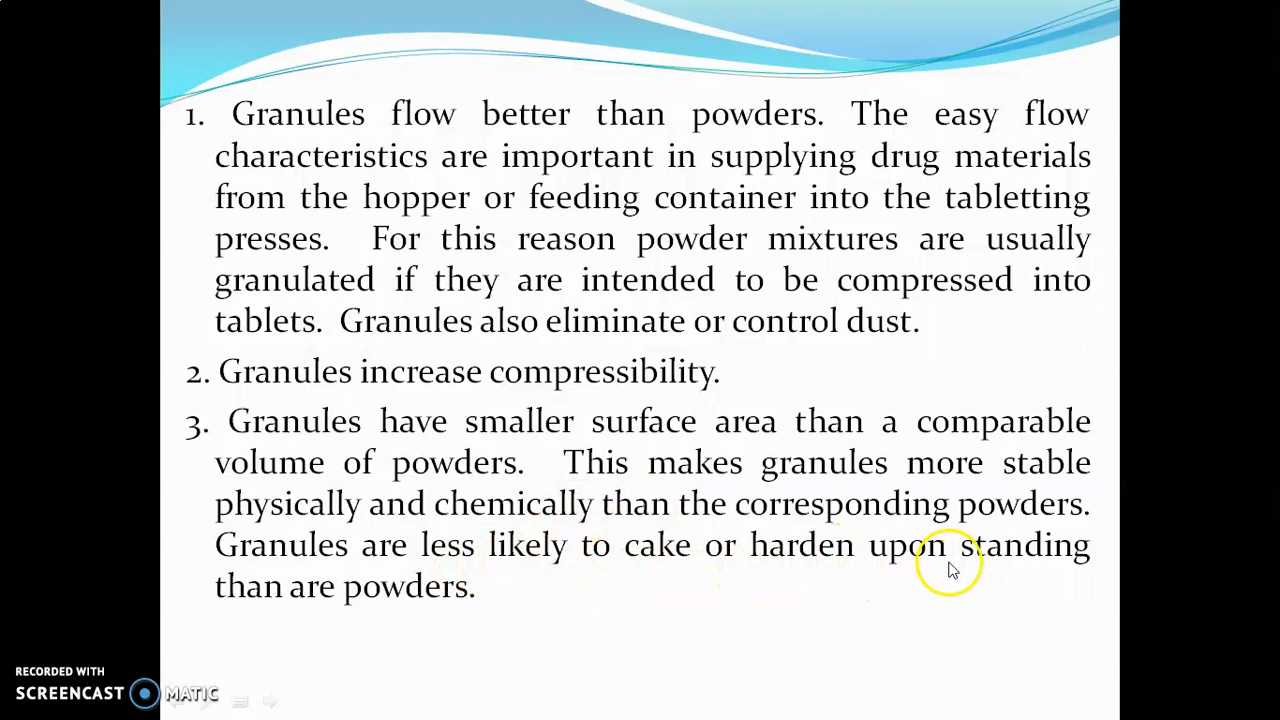 1. Granules flow better than powders. The easy flow
characteristics are important in supplying drug materials
from the hopper or feeding container into the tabletting
presses. For this reason powder mixtures are usually
granulated if they are intended to be compressed into
tablets. Granules also eliminate or control dust.
2. Granules increase compressibility.
3. Granules have smaller surface area than a comparable
volume of powders. This makes granules more stable
physically and chemically than the corresponding powders.
Granules are less likely to cake or harden upon standing
than are powders.
RECORDED WITH
SCREENCAST MATIC